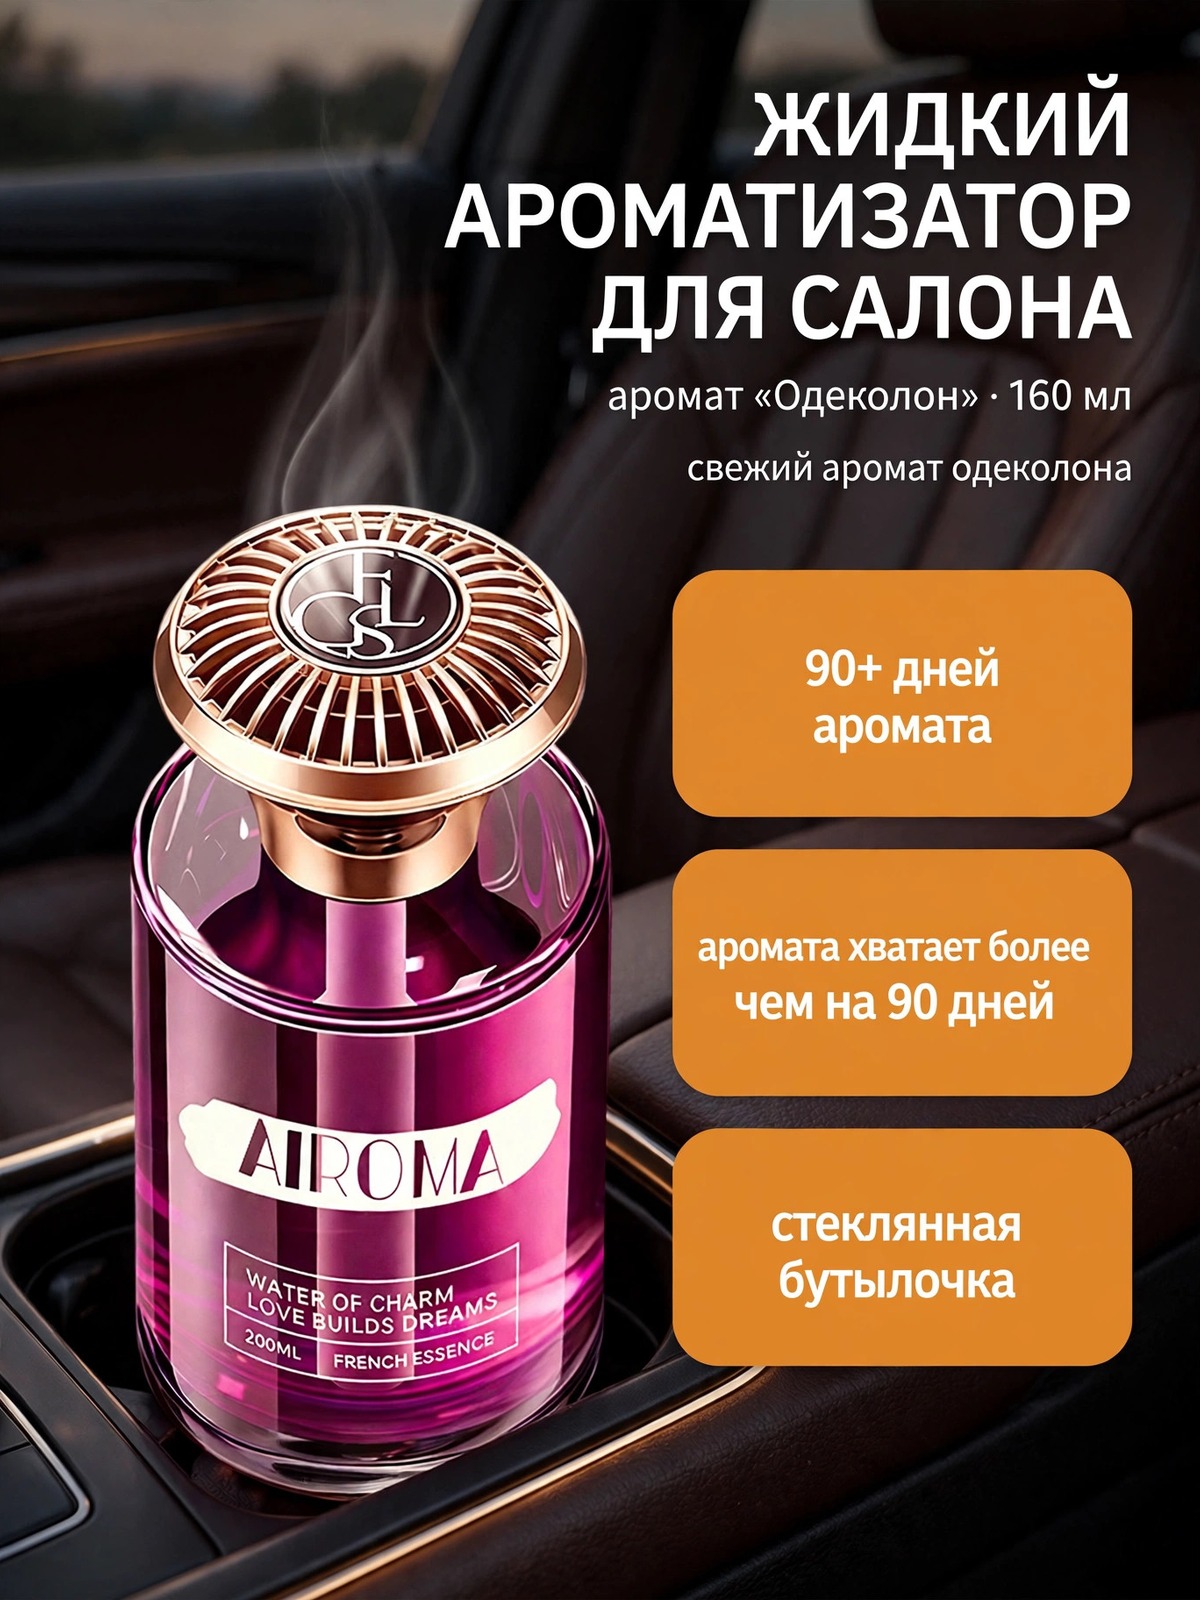 ЖИДКИЙ
АРОМАТИЗАТОР
ДЛЯ САЛОНА
аромат «Одеколон» · 160 мл
свежий аромат одеколона
90+ дней
аромата
аромата хватает более
чем на 90 дней
стеклянная
бутылочка
AIROMA
WATER OF CHARM
LOVE BUILDS DREAMS
200ML FRENCH ESSENCE